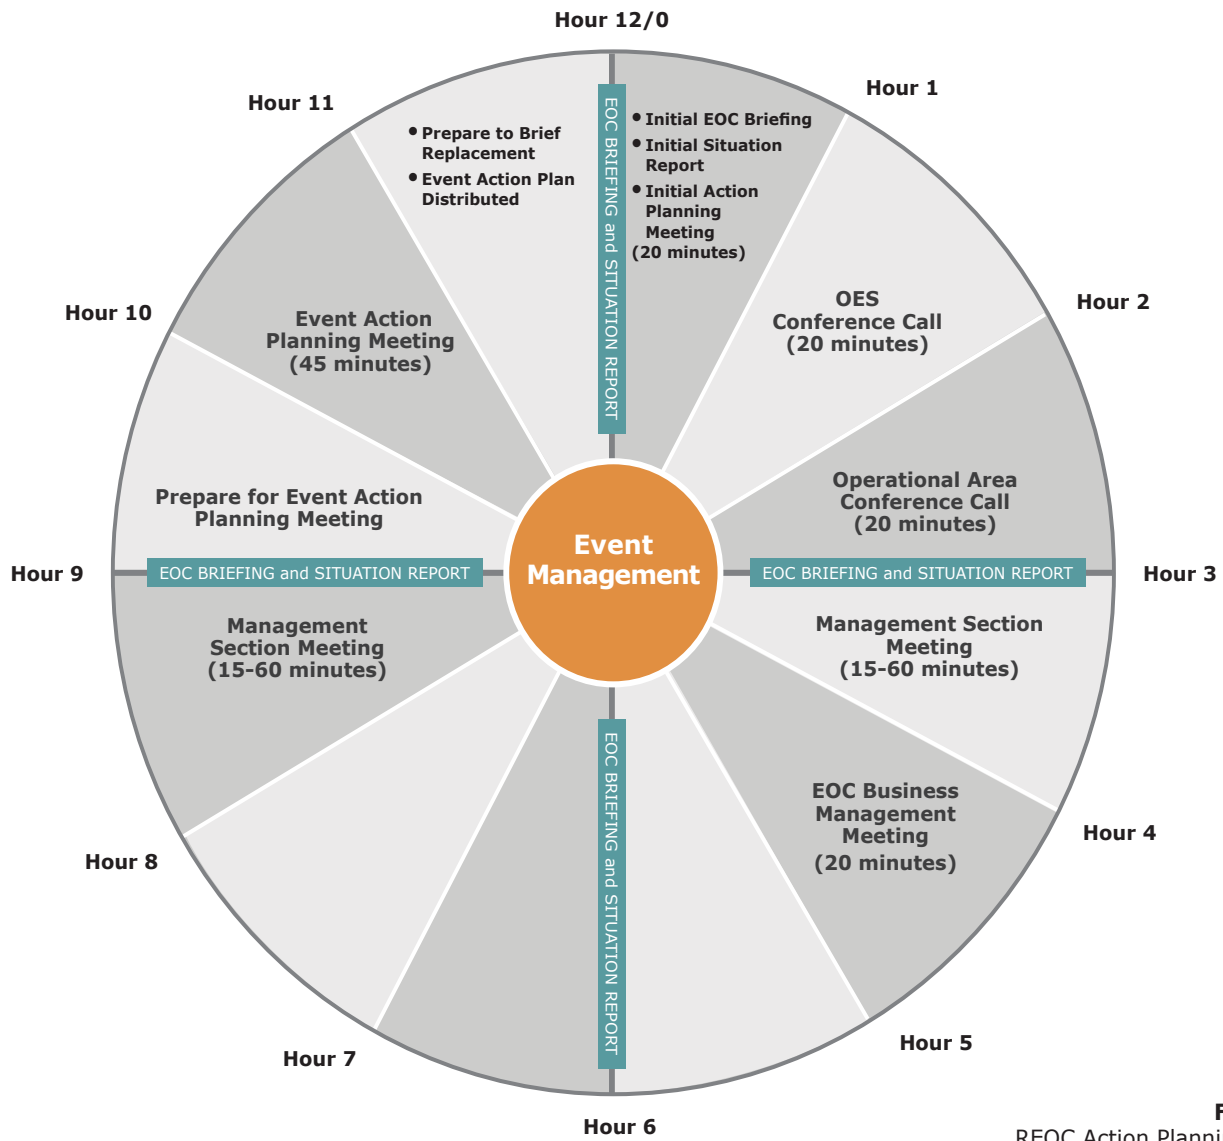 Hour 12/0
Hour 11
Hour 1
• Prepare to Brief
Replacement
• Event Action Plan
Distributed
EOC BRIEFING and SITUATION REPORT
• Initial EOC Briefing
• Initial Situation
Report
• Initial Action
Planning
Meeting
(20 minutes)
Hour 10
Hour 2
Event Action
Planning Meeting
(45 minutes)
OES
Conference Call
(20 minutes)
Prepare for Event Action
Planning Meeting
Operational Area
Conference Call
(20 minutes)
Hour 9
EOC BRIEFING and SITUATION REPORT
Event
Management
EOC BRIEFING and SITUATION REPORT
Hour 3
Management
Section Meeting
(15-60 minutes)
Management Section
Meeting
(15-60 minutes)
EOC BRIEFING and SITUATION REPORT
EOC Business
Management
Meeting
(20 minutes)
Hour 8
Hour 4
Hour 7
Hour 5
Hour 6
REOC Action